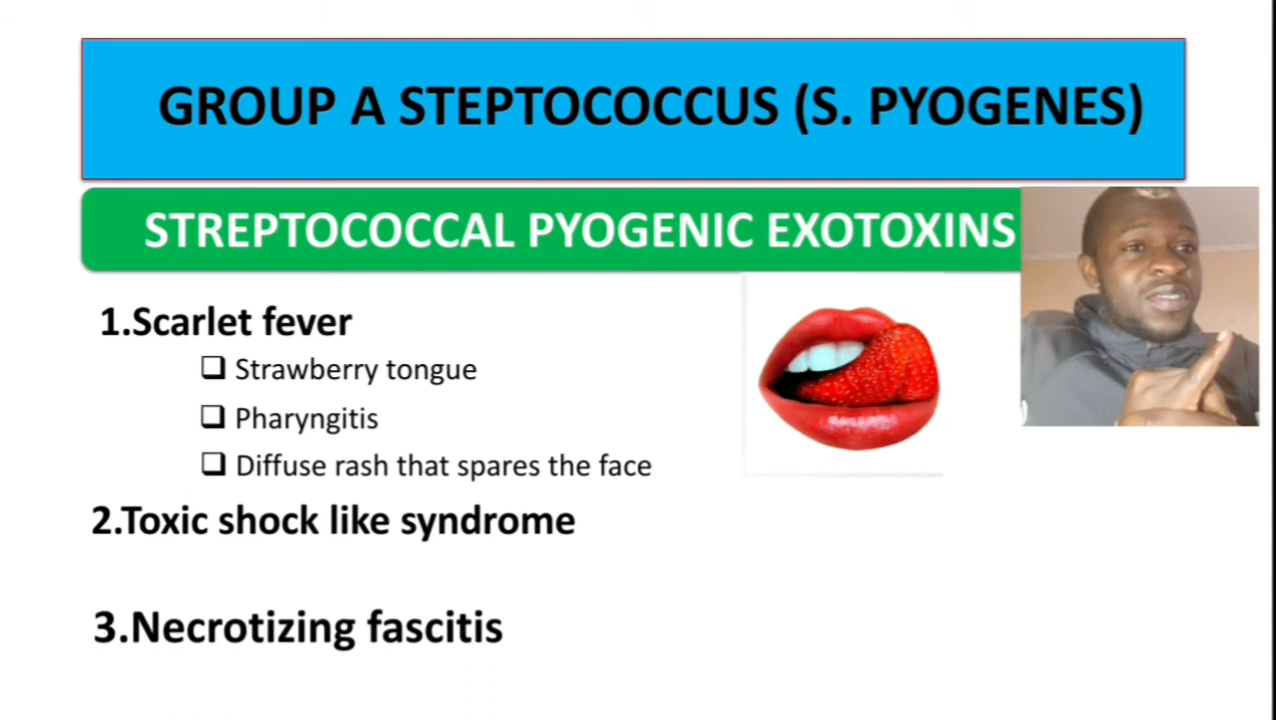 GROUP A STEPTOCOCCUS (S. PYOGENES)
STREPTOCOCCAL PYOGENIC EXOTOXINS
1.Scarlet fever
❑ Strawberry tongue
❑ Pharyngitis
❑ Diffuse rash that spares the face
2.Toxic shock like syndrome
3.Necrotizing fascitis